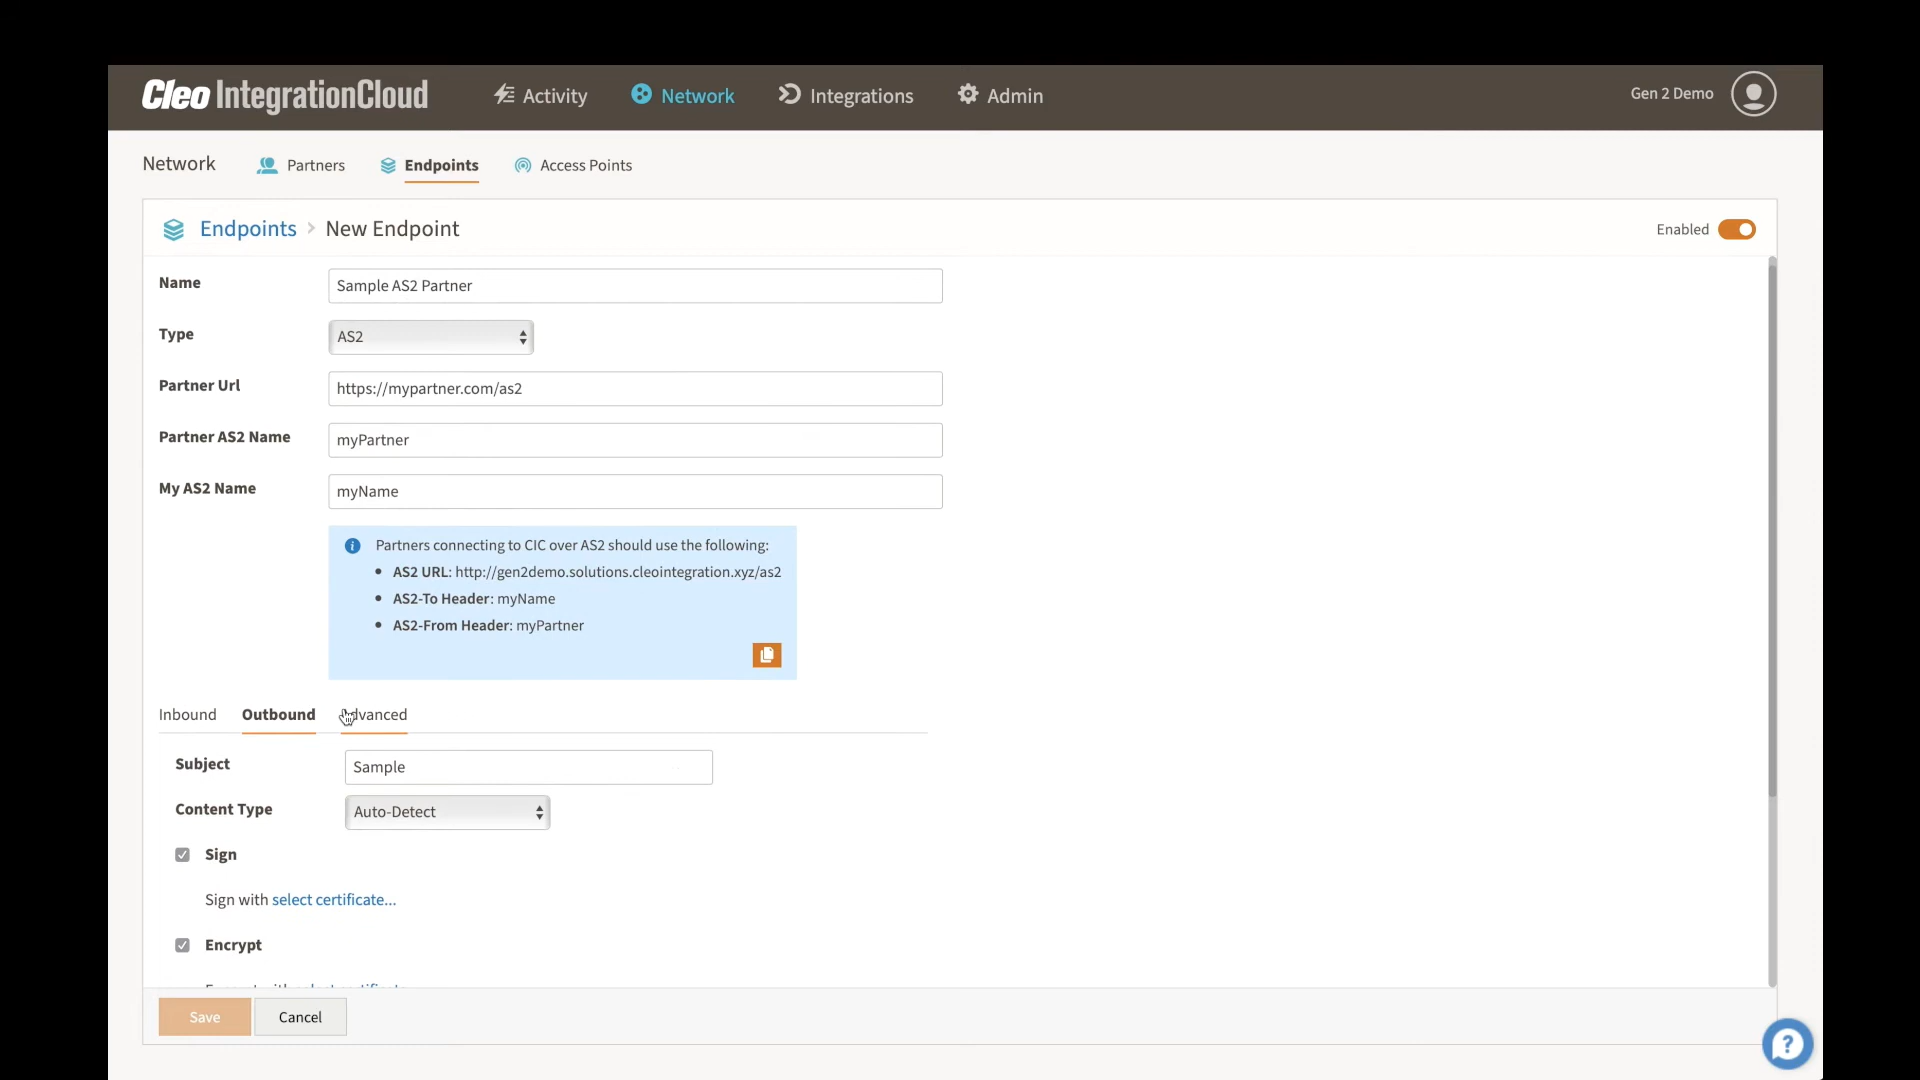 Cleo IntegrationCloud Activity Network Integrations Admin Gen 2 Demo
Network Partners Endpoints Access Points
Endpoints > New Endpoint Enabled
Name Sample AS2 Partner
Type AS2
Partner Url https://mypartner.com/as2
Partner AS2 Name myPartner
My AS2 Name myName
Partners connecting to CIC over AS2 should use the following:
• AS2 URL: http://gen2demo.solutions.cleointegration.xyz/as2
• AS2-To Header: myName
• AS2-From Header: myPartner
Inbound Outbound Advanced
Subject Sample
Content Type Auto-Detect
Sign
Sign with select certificate...
Encrypt
Save Cancel